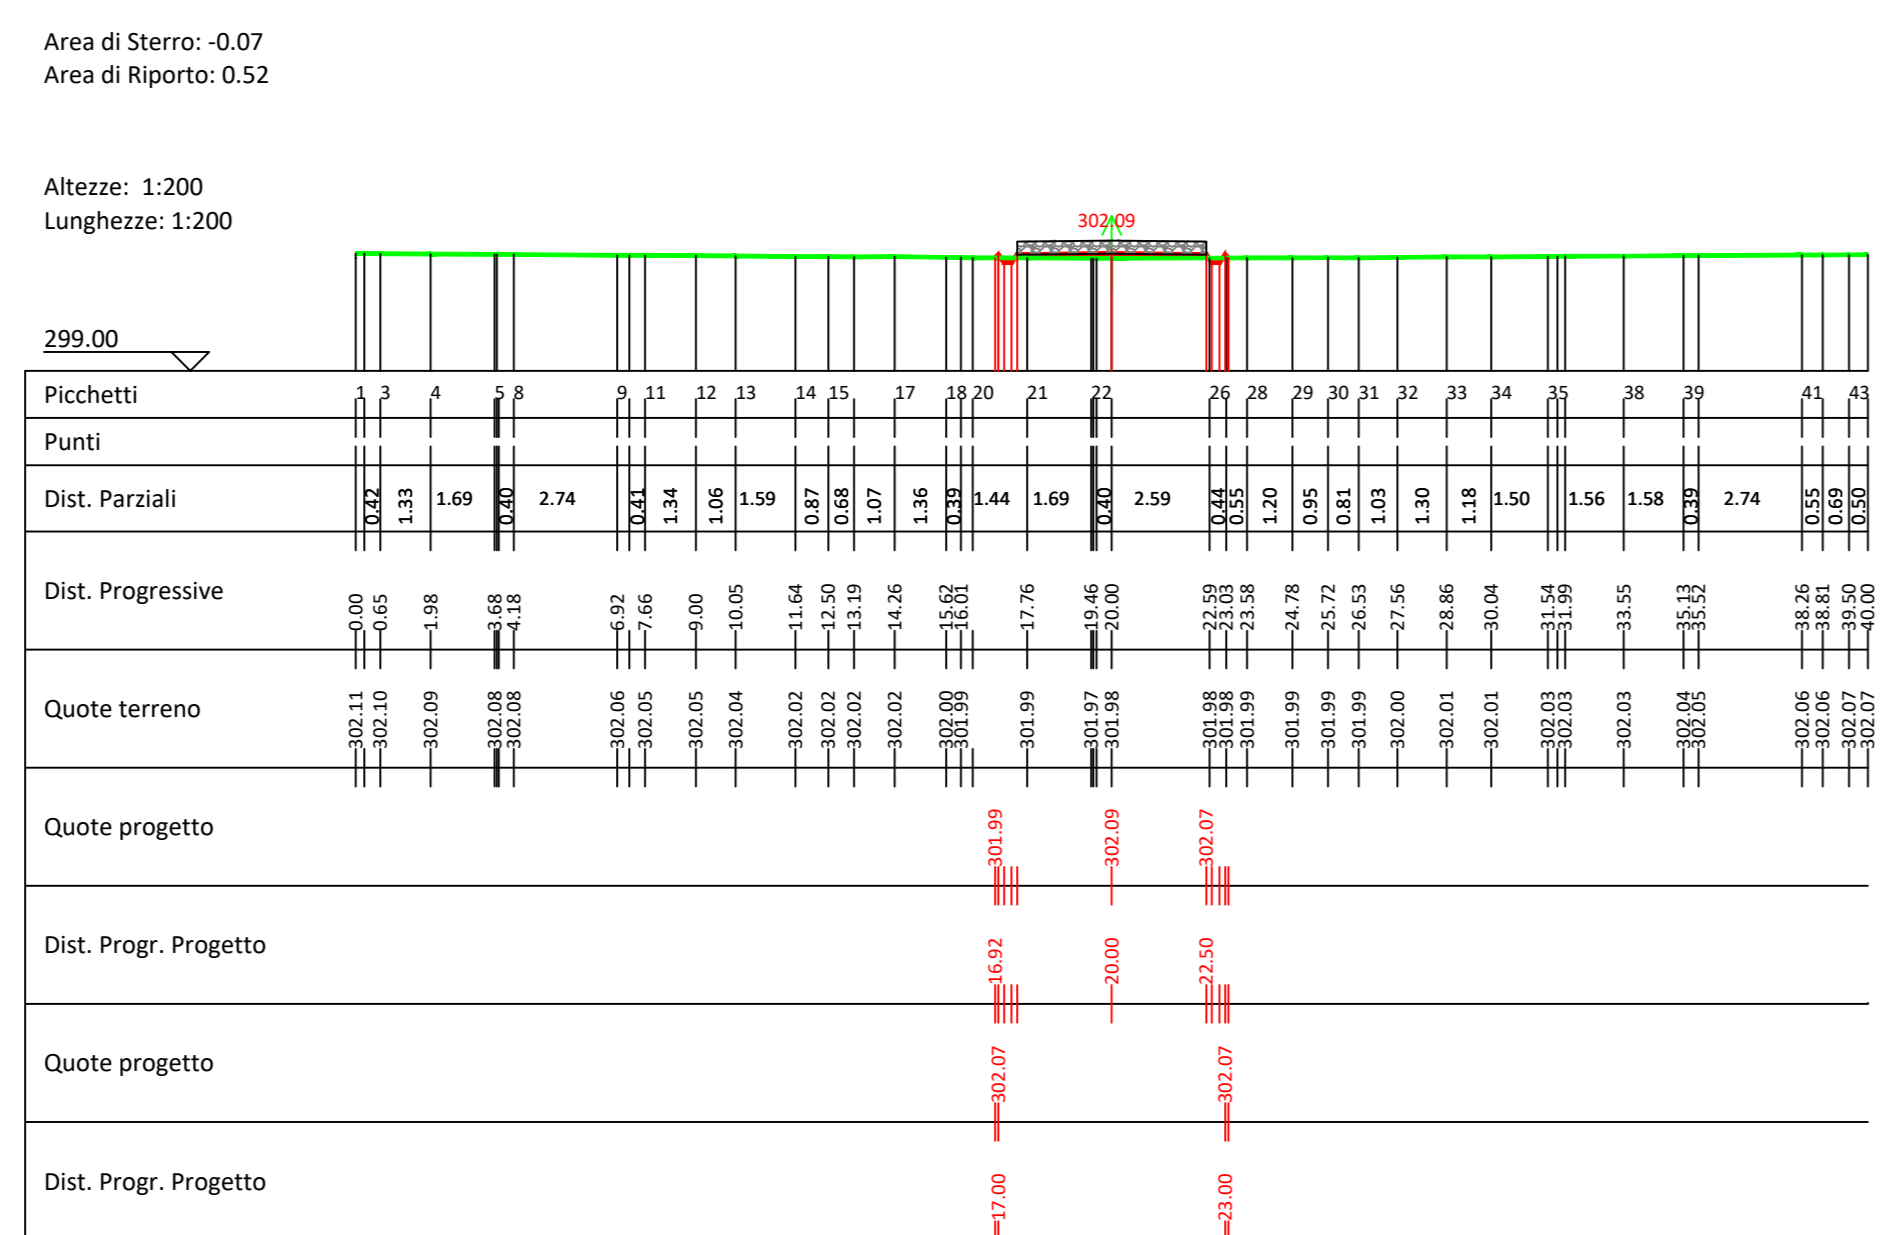 Area di Sterro: -0.07
Area di Riporto: 0.52
Altezze: 1:200
Lunghezze: 1:200
302.09
299.00
Picchetti 1 3 4 5 8 9 11 12 13 14 15 17 18 20 21 22 26 28 29 30 31 32 33 34 35 38 39 41 43
Punti
Dist. Parziali 0.42 1.33 1.69 0.40 2.74 0.41 1.34 1.06 1.59 0.87 0.68 1.07 1.36 0.39 1.44 1.69 0.40 2.59 0.44 0.55 1.20 0.95 0.81 1.03 1.30 1.18 1.50 1.56 1.58 0.39 2.74 0.55 0.69 0.50
Dist. Progressive 0.00 0.65 1.98 3.68 4.18 6.92 7.66 9.00 10.05 11.64 12.50 13.19 14.26 15.62 16.01 17.76 19.46 20.00 22.59 23.03 23.58 24.78 25.72 26.53 27.56 28.86 30.04 31.54 31.99 33.55 35.13 35.52 38.26 38.81 39.50 40.00
Quote terreno 302.11 302.10 302.09 302.08 302.08 302.06 302.05 302.05 302.04 302.02 302.02 302.02 302.02 302.00 301.99 301.99 301.97 301.98 301.98 301.98 301.99 301.99 301.99 301.99 302.00 302.01 302.01 302.03 302.03 302.03 302.04 302.05 302.06 302.06 302.07 302.07
Quote progetto 301.99 302.09 302.07
Dist. Progr. Progetto 16.92 20.00 22.50
Quote progetto 302.07 302.07
Dist. Progr. Progetto 17.00 23.00